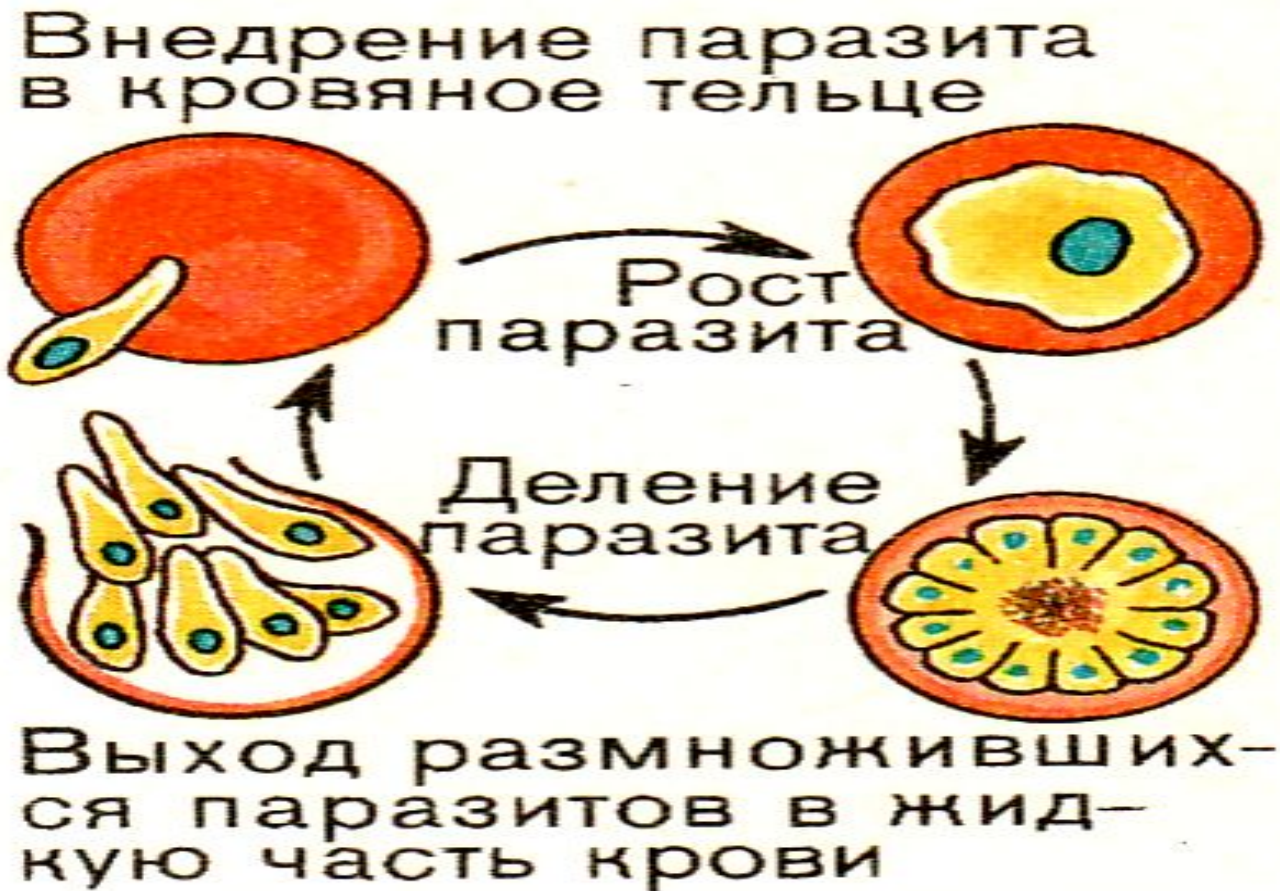 Внедрение паразита
в кровяное тельце
Рост
паразита
Деление
паразита
Выход размноживших-
ся паразитов в жид-
кую часть крови